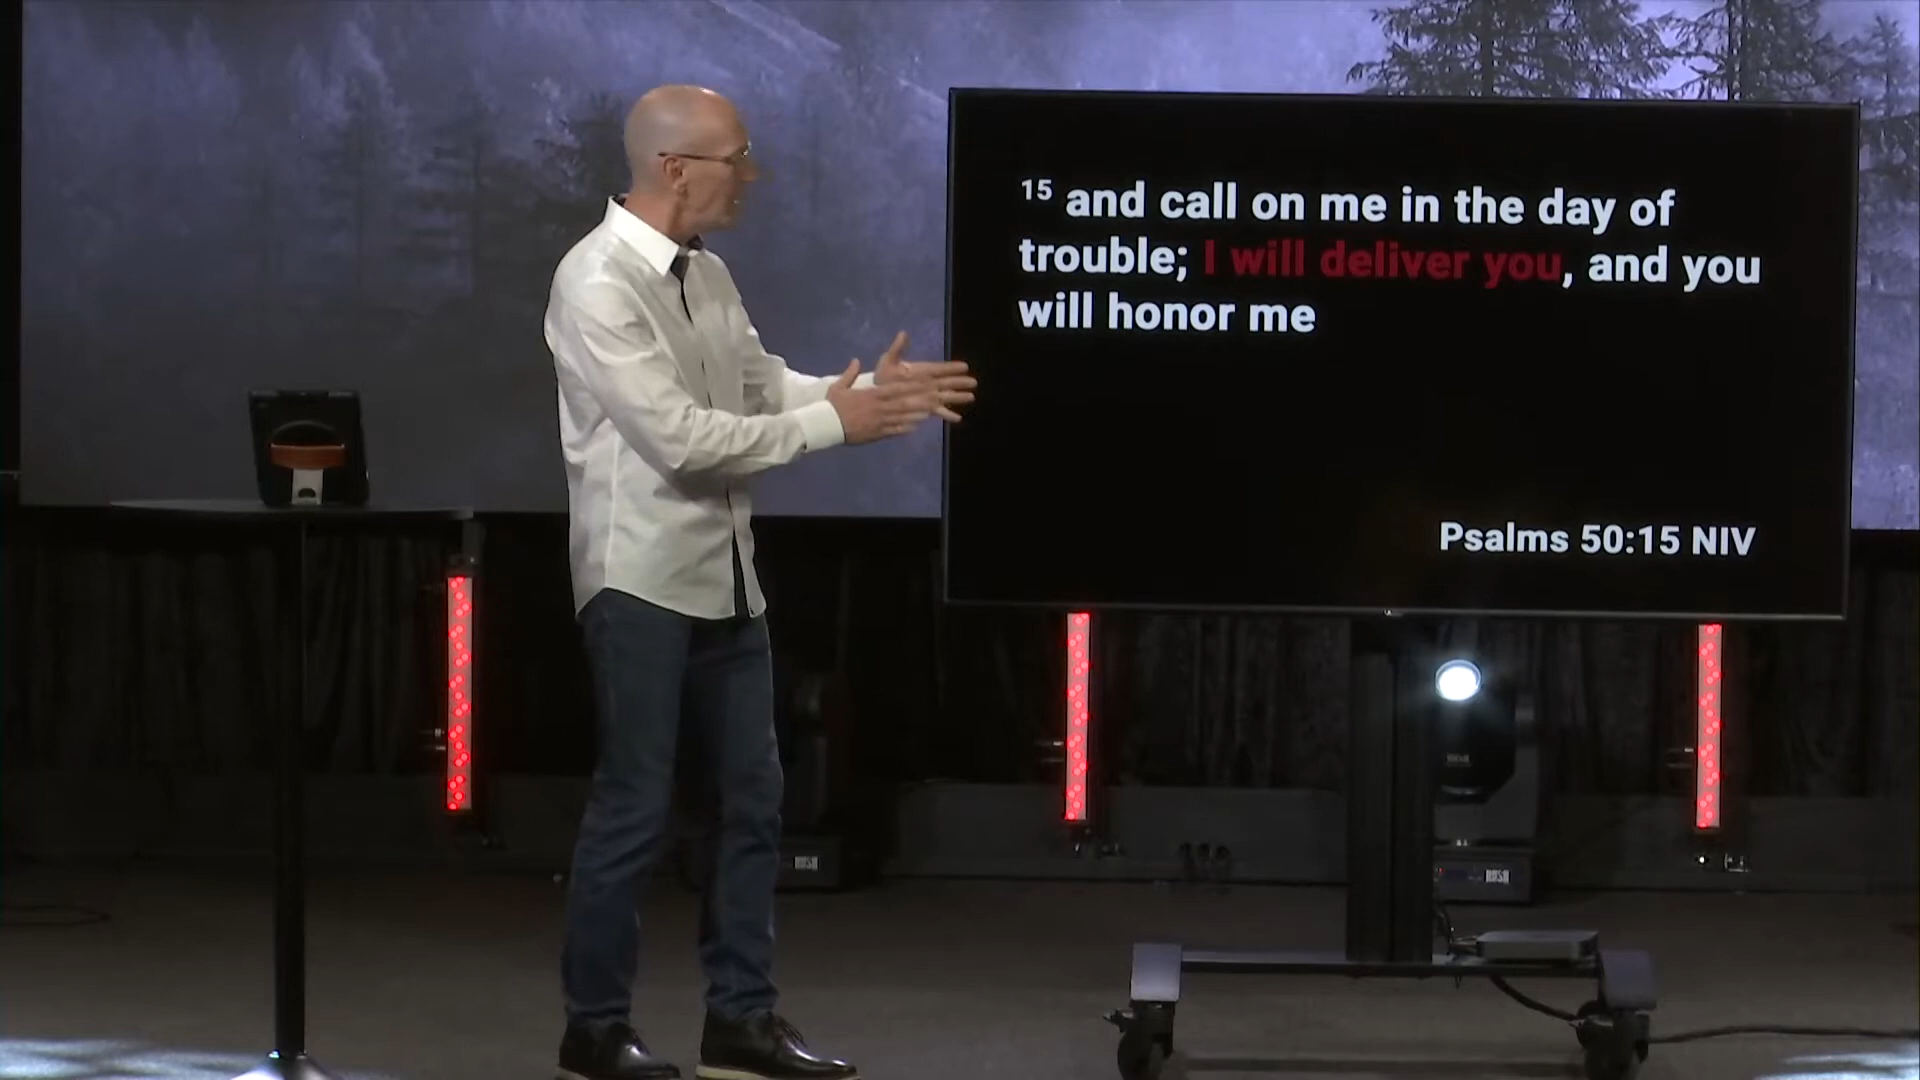 15 and call on me in the day of
trouble; I will deliver you, and you
will honor me
Psalms 50:15 NIV